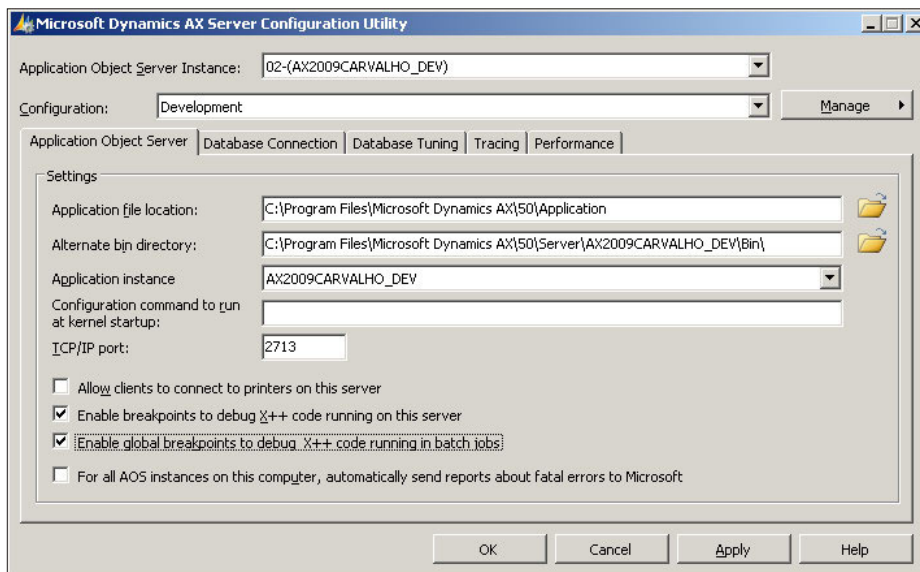 Microsoft Dynamics AX Server Configuration Utility
Application Object Server Instance: 02-(AX2009CARVALHO_DEV)
Configuration: Development Manage
Application Object Server Database Connection Database Tuning Tracing Performance
Settings
Application file location: C:\Program Files\Microsoft Dynamics AX\50\Application
Alternate bin directory: C:\Program Files\Microsoft Dynamics AX\50\Server\AX2009CARVALHO_DEV\Bin\
Application instance AX2009CARVALHO_DEV
Configuration command to run
at kernel startup:
TCP/IP port: 2713
Allow clients to connect to printers on this server
Enable breakpoints to debug X++ code running on this server
Enable global breakpoints to debug X++ code running in batch jobs
For all AOS instances on this computer, automatically send reports about fatal errors to Microsoft
OK Cancel Apply Help